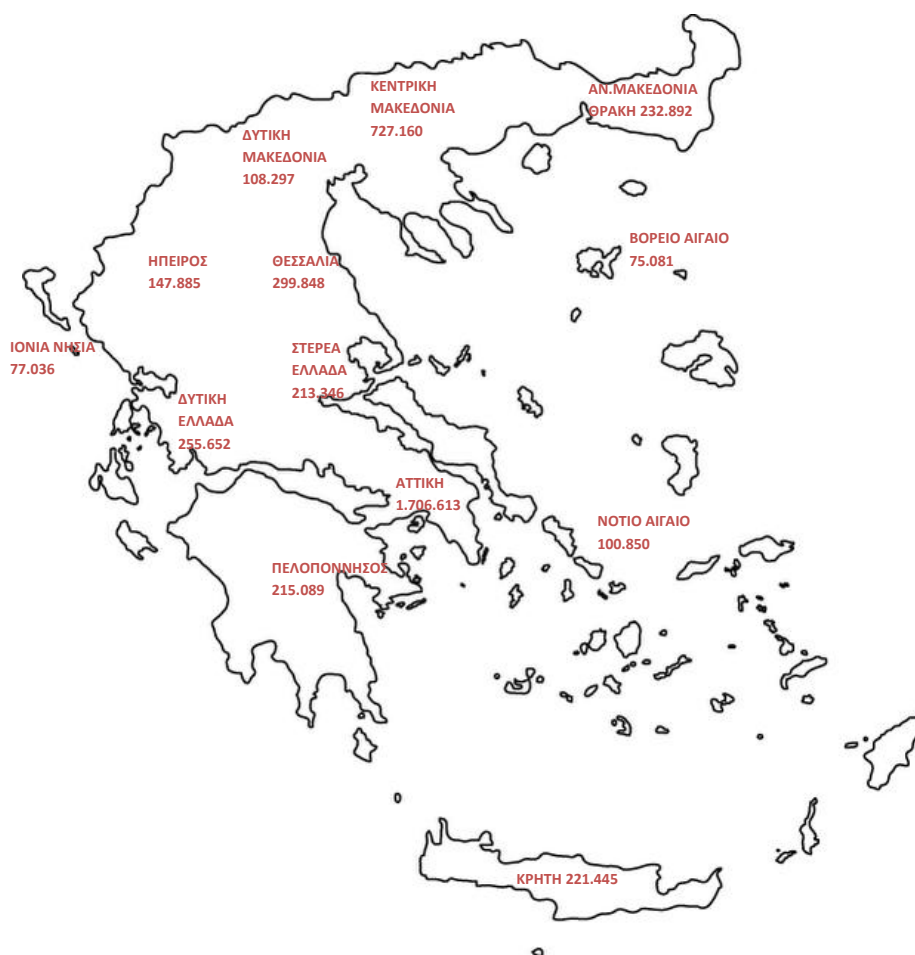 ΚΕΝΤΡΙΚΗ
ΜΑΚΕΔΟΝΙΑ
727.160
ΑΝ.ΜΑΚΕΔΟΝΙΑ
ΘΡΑΚΗ 232.892
ΔΥΤΙΚΗ
ΜΑΚΕΔΟΝΙΑ
108.297
ΒΟΡΕΙΟ ΑΙΓΑΙΟ
75.081
ΗΠΕΙΡΟΣ
147.885
ΘΕΣΣΑΛΙΑ
299.848
ΙΟΝΙΑ ΝΗΣΙΑ
77.036
ΣΤΕΡΕΑ
ΕΛΛΑΔΑ
213.346
ΔΥΤΙΚΗ
ΕΛΛΑΔΑ
255.652
ΑΤΤΙΚΗ
1.706.613
ΝΟΤΙΟ ΑΙΓΑΙΟ
100.850
ΠΕΛΟΠΟΝΝΗΣΟΣ
215.089
ΚΡΗΤΗ 221.445